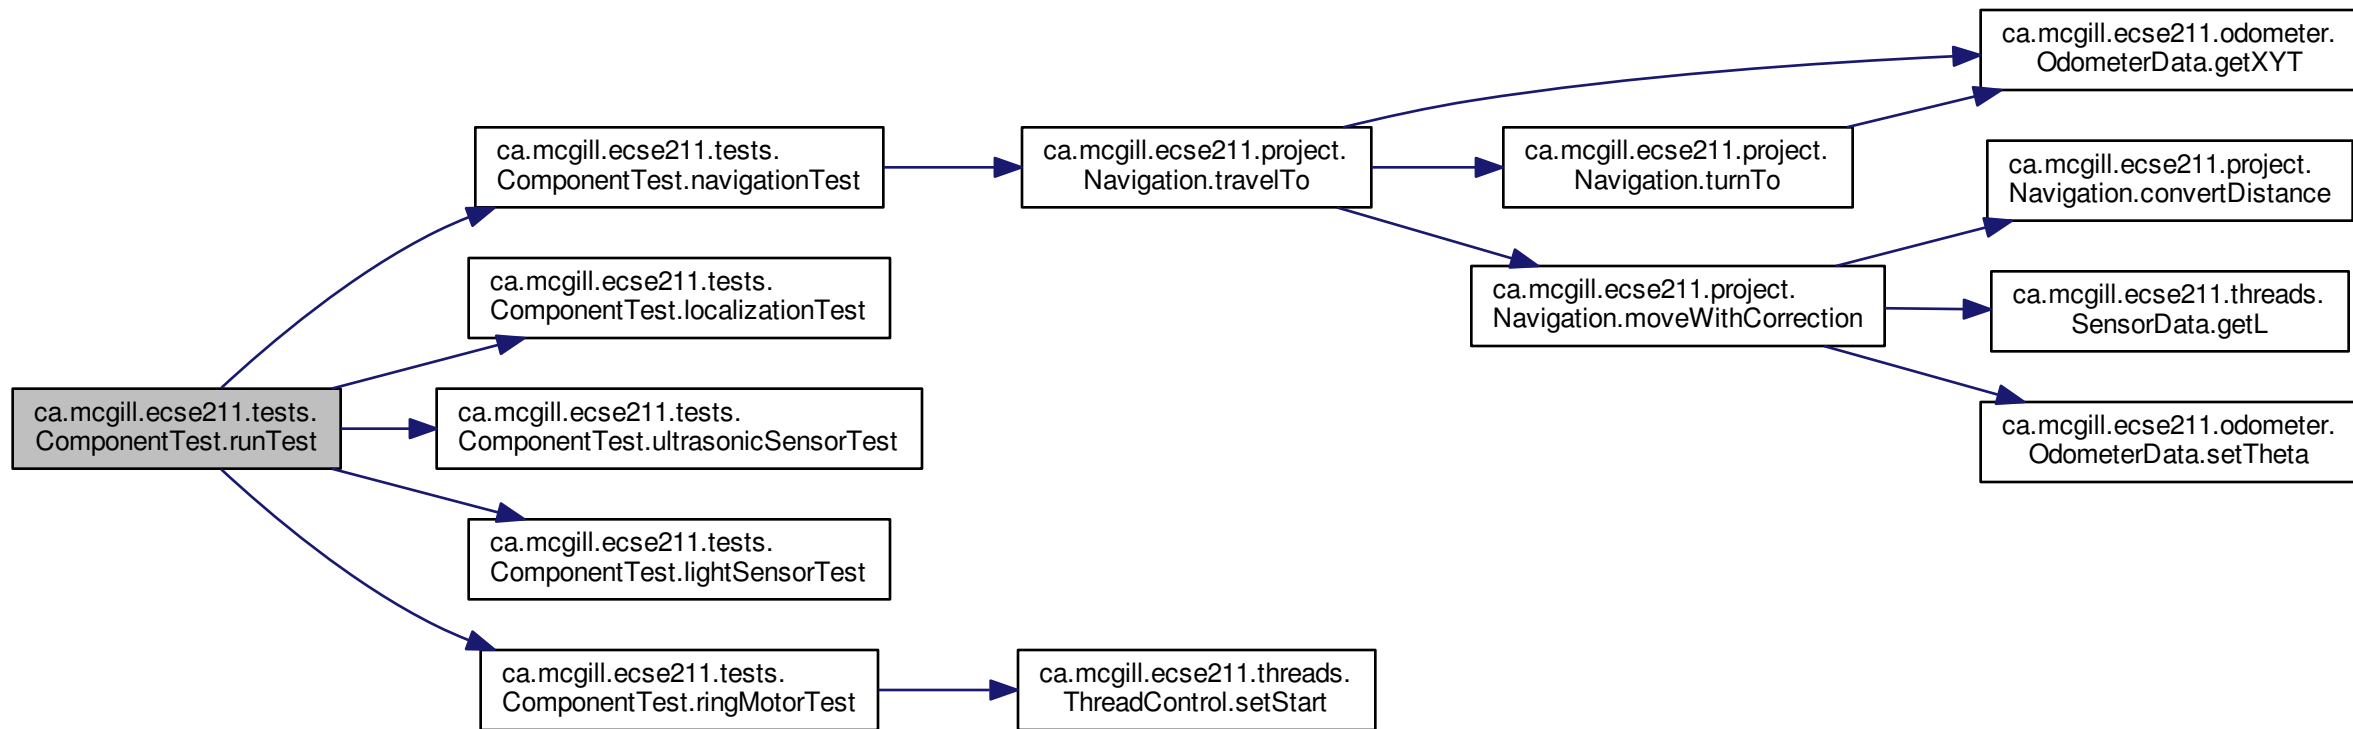 ca.mcgill.ecse211.tests.
ComponentTest.runTest
ca.mcgill.ecse211.tests.
ComponentTest.navigationTest
ca.mcgill.ecse211.tests.
ComponentTest.localizationTest
ca.mcgill.ecse211.tests.
ComponentTest.ultrasonicSensorTest
ca.mcgill.ecse211.tests.
ComponentTest.lightSensorTest
ca.mcgill.ecse211.tests.
ComponentTest.ringMotorTest
ca.mcgill.ecse211.project.
Navigation.travelTo
ca.mcgill.ecse211.threads.
ThreadControl.setStart
ca.mcgill.ecse211.project.
Navigation.turnTo
ca.mcgill.ecse211.project.
Navigation.moveWithCorrection
ca.mcgill.ecse211.odometer.
OdometerData.getXYT
ca.mcgill.ecse211.project.
Navigation.convertDistance
ca.mcgill.ecse211.threads.
SensorData.getL
ca.mcgill.ecse211.odometer.
OdometerData.setTheta